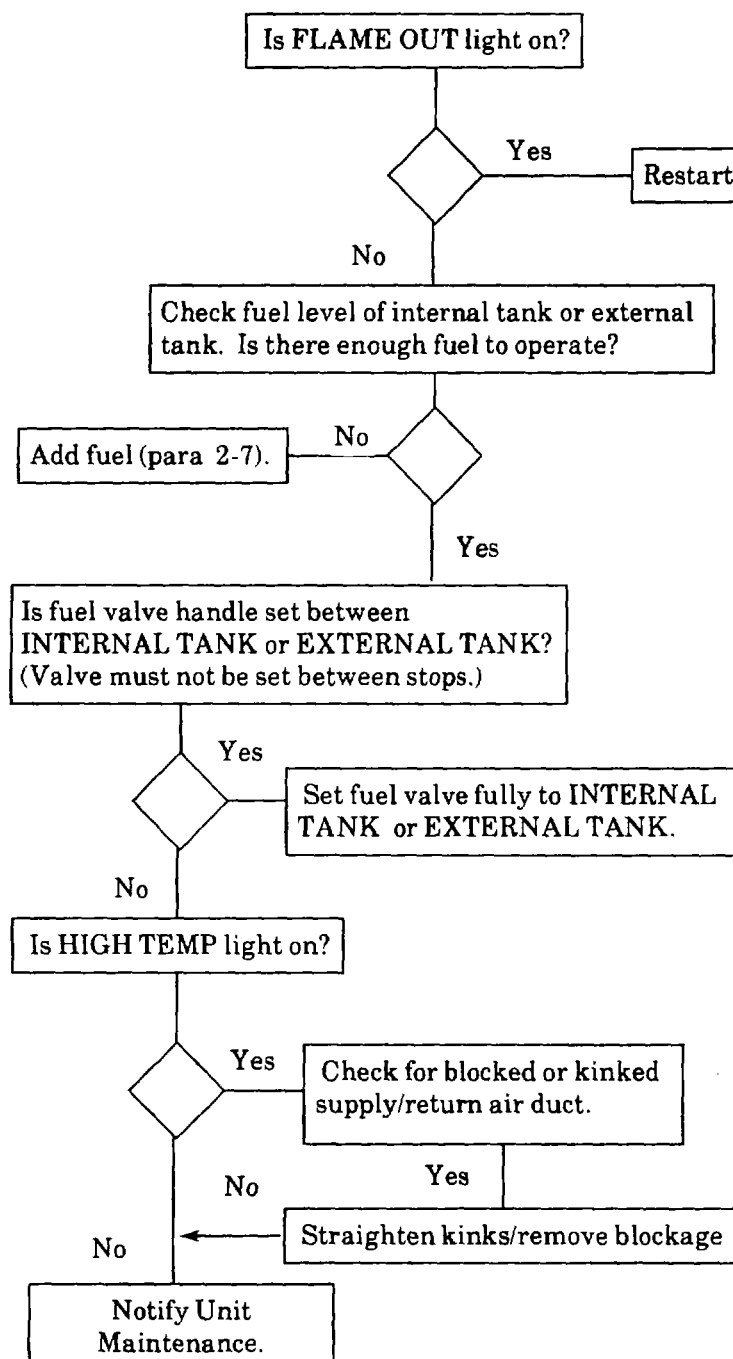 Is FLAME OUT light on?
Yes
Restart
No
Check fuel level of internal tank or external
tank. Is there enough fuel to operate?
No
Add fuel (para 2-7).
Yes
Is fuel valve handle set between
INTERNAL TANK or EXTERNAL TANK?
(Valve must not be set between stops.)
Yes
Set fuel valve fully to INTERNAL
TANK or EXTERNAL TANK.
No
Is HIGH TEMP light on?
Yes
Check for blocked or kinked
supply/return air duct.
Yes
No
Straighten kinks/remove blockage
No
Notify Unit
Maintenance.